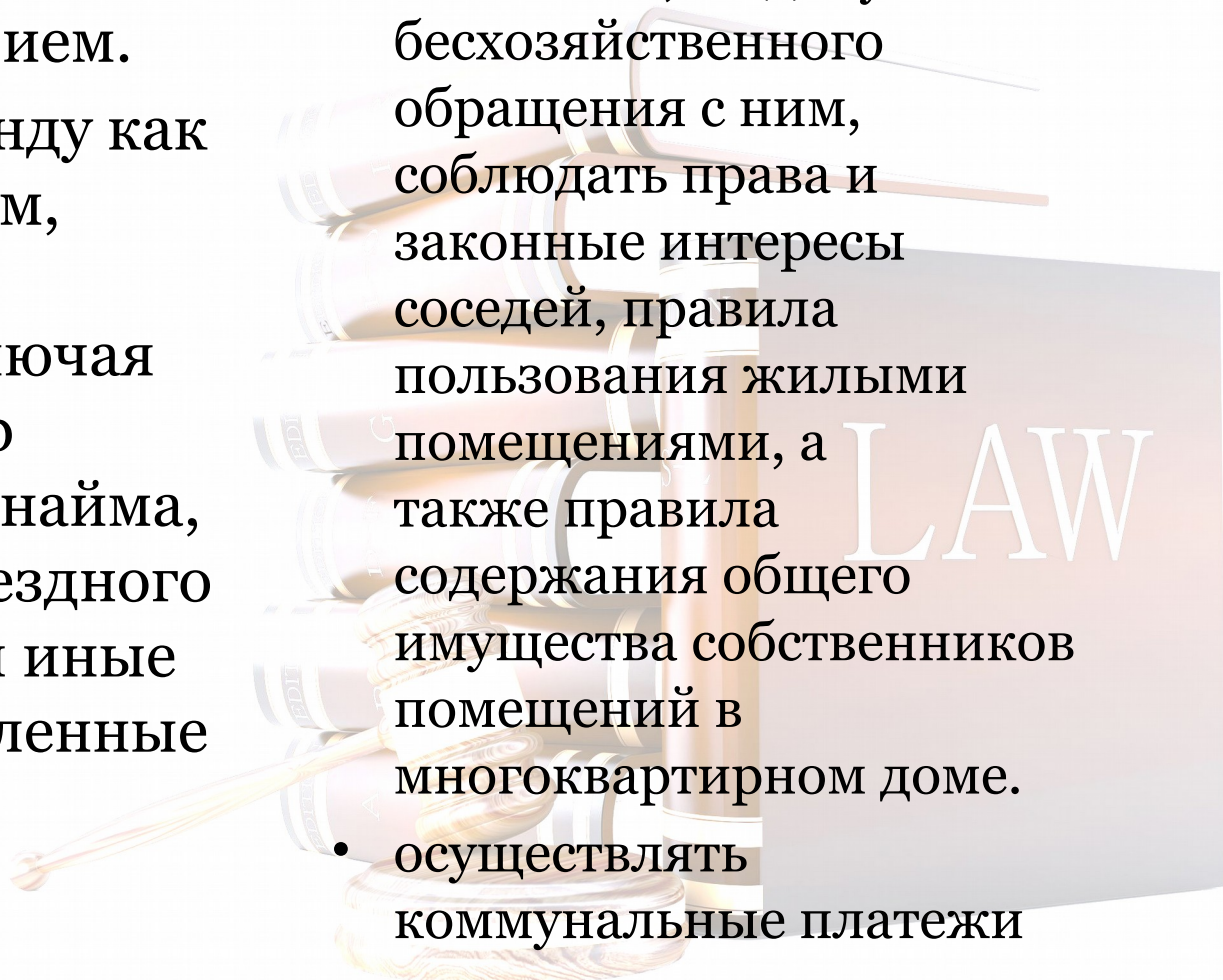 ием.
нду как
м,
лючая
найма,
ездного
и иные
ленные
бесхозяйственного
обращения с ним,
соблюдать права и
законные интересы
соседей, правила
пользования жилыми
помещениями, а
также правила
содержания общего
имущества собственников
помещений в
многоквартирном доме.
• осуществлять
коммунальные платежи
LAW